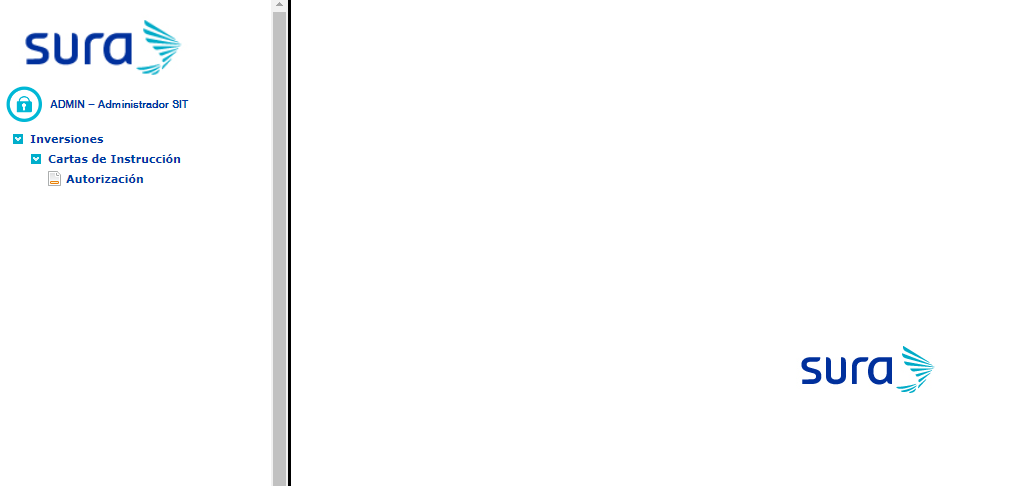 sura
ADMIN – Administrador SIT
Inversiones
Cartas de Instrucción
Autorización
sura